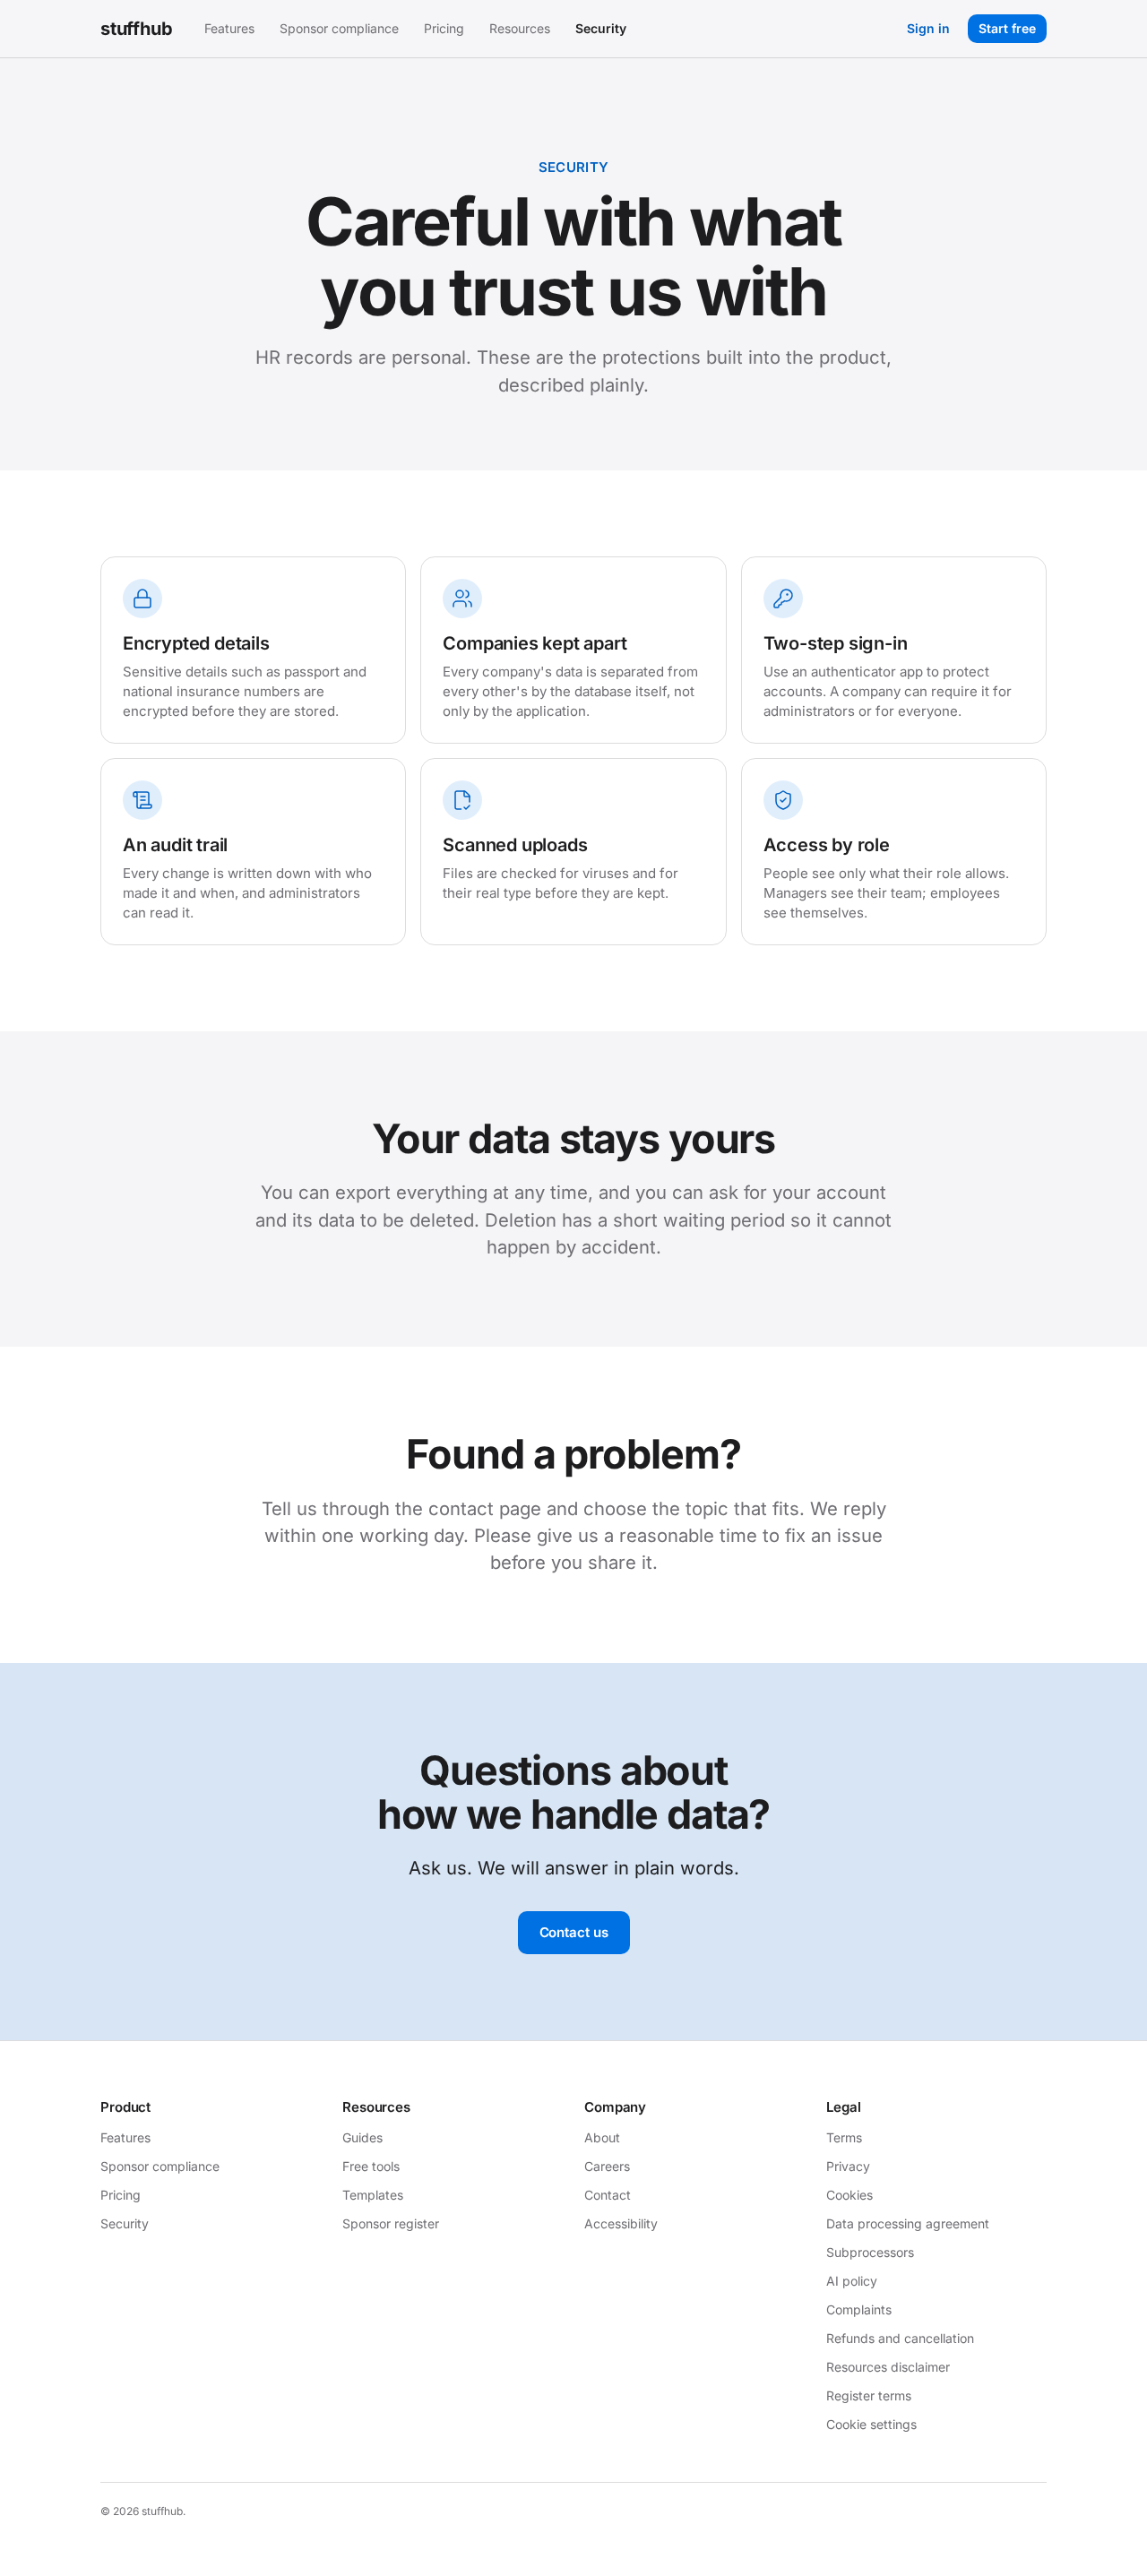 stuffhub
Features
Sponsor compliance
Pricing
Resources
Security
Sign in
Start free
SECURITY
Careful with what
you trust us with
HR records are personal. These are the protections built into the product,
described plainly.
Encrypted details
Sensitive details such as passport and
national insurance numbers are
encrypted before they are stored.
Companies kept apart
Every company's data is separated from
every other's by the database itself, not
only by the application.
Two-step sign-in
Use an authenticator app to protect
accounts. A company can require it for
administrators or for everyone.
An audit trail
Every change is written down with who
made it and when, and administrators
can read it.
Scanned uploads
Files are checked for viruses and for
their real type before they are kept.
Access by role
People see only what their role allows.
Managers see their team; employees
see themselves.
Your data stays yours
You can export everything at any time, and you can ask for your account
and its data to be deleted. Deletion has a short waiting period so it cannot
happen by accident.
Found a problem?
Tell us through the contact page and choose the topic that fits. We reply
within one working day. Please give us a reasonable time to fix an issue
before you share it.
Questions about
how we handle data?
Ask us. We will answer in plain words.
Contact us
Product
Features
Sponsor compliance
Pricing
Security
Resources
Guides
Free tools
Templates
Sponsor register
Company
About
Careers
Contact
Accessibility
Legal
Terms
Privacy
Cookies
Data processing agreement
Subprocessors
AI policy
Complaints
Refunds and cancellation
Resources disclaimer
Register terms
Cookie settings
© 2026 stuffhub.